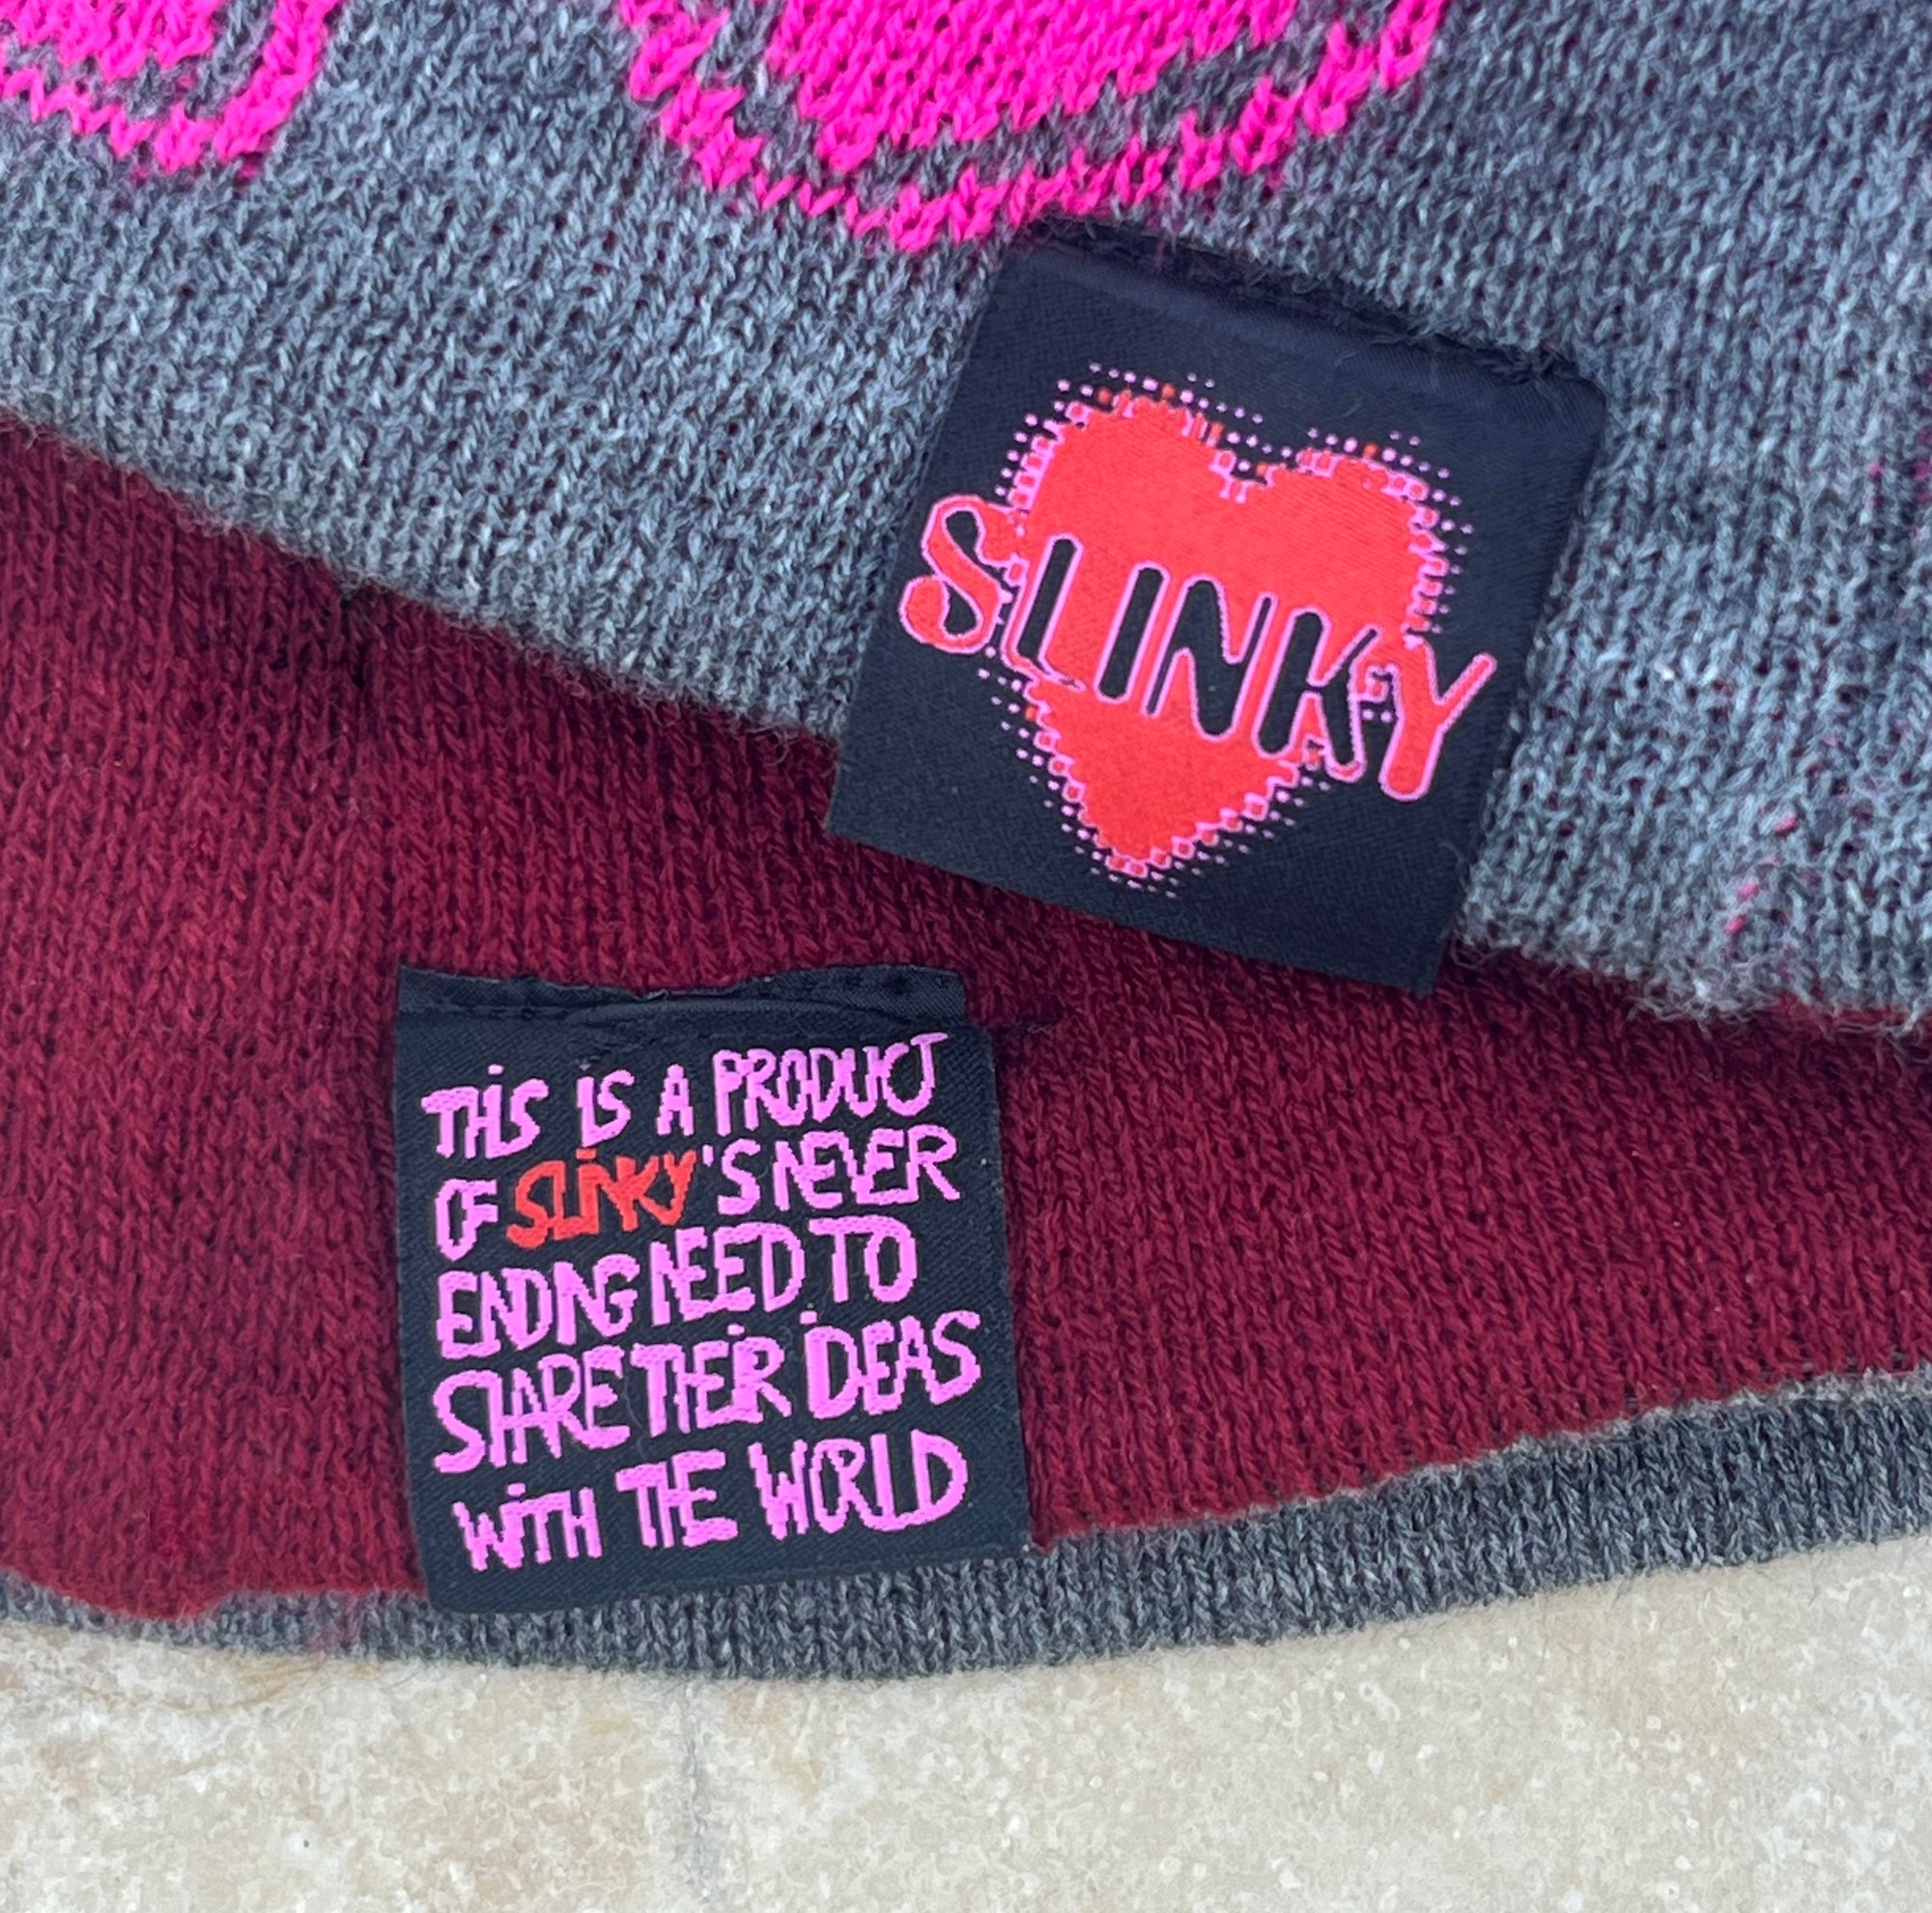 SLINKY
THIS IS A PRODUCT
OF SLINKY'S NEVER
ENDING NEED TO
SHARE THEIR IDEAS
WITH THE WORLD